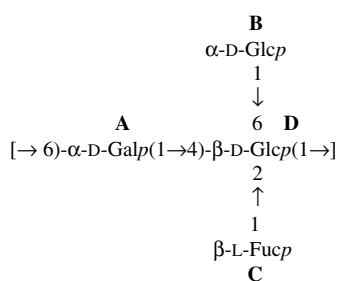 B
α-D-Glcp
1
↓
A 6 D
[→ 6)-α-D-Galp(1→4)-β-D-Glcp(1→]
2
↑
1
β-L-Fucp
C